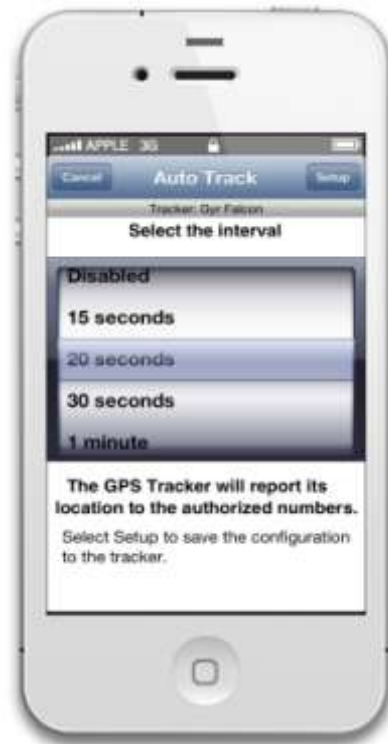 APPLE 3G
Cancel Auto Track Setup
Tracker: Gyr Falcon
Select the interval
Disabled
15 seconds
20 seconds
30 seconds
1 minute
The GPS Tracker will report its
location to the authorized numbers.
Select Setup to save the configuration
to the tracker.